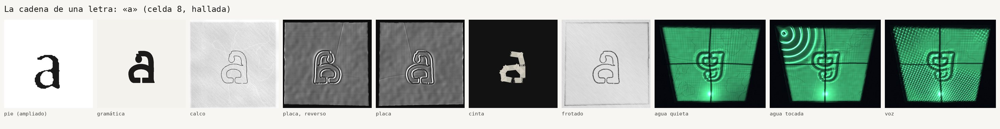 La cadena de una letra: «a» (celda 8, hallada)
a a a a a a a a a a
pie (ampliado) gramática calco placa, reverso placa cinta frotado agua quieta agua tocada voz